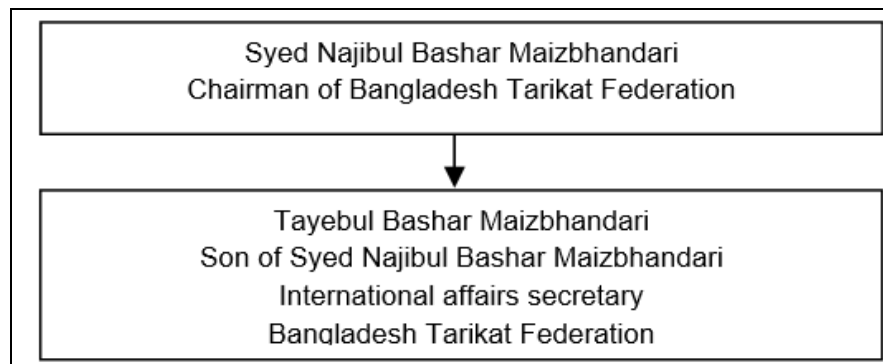 Syed Najibul Bashar Maizbhandari
Chairman of Bangladesh Tarikat Federation
Tayebul Bashar Maizbhandari
Son of Syed Najibul Bashar Maizbhandari
International affairs secretary
Bangladesh Tarikat Federation